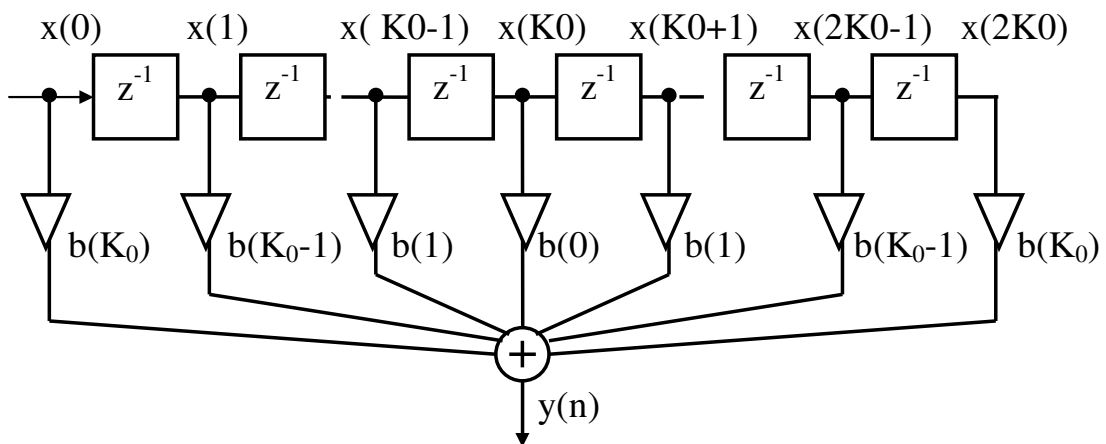 x(0) x(1) x( K0-1) x(K0) x(K0+1) x(2K0-1) x(2K0)
z⁻¹ z⁻¹ z⁻¹ z⁻¹ z⁻¹ z⁻¹
b(K₀) b(K₀-1) b(1) b(0) b(1) b(K₀-1) b(K₀)
+
y(n)